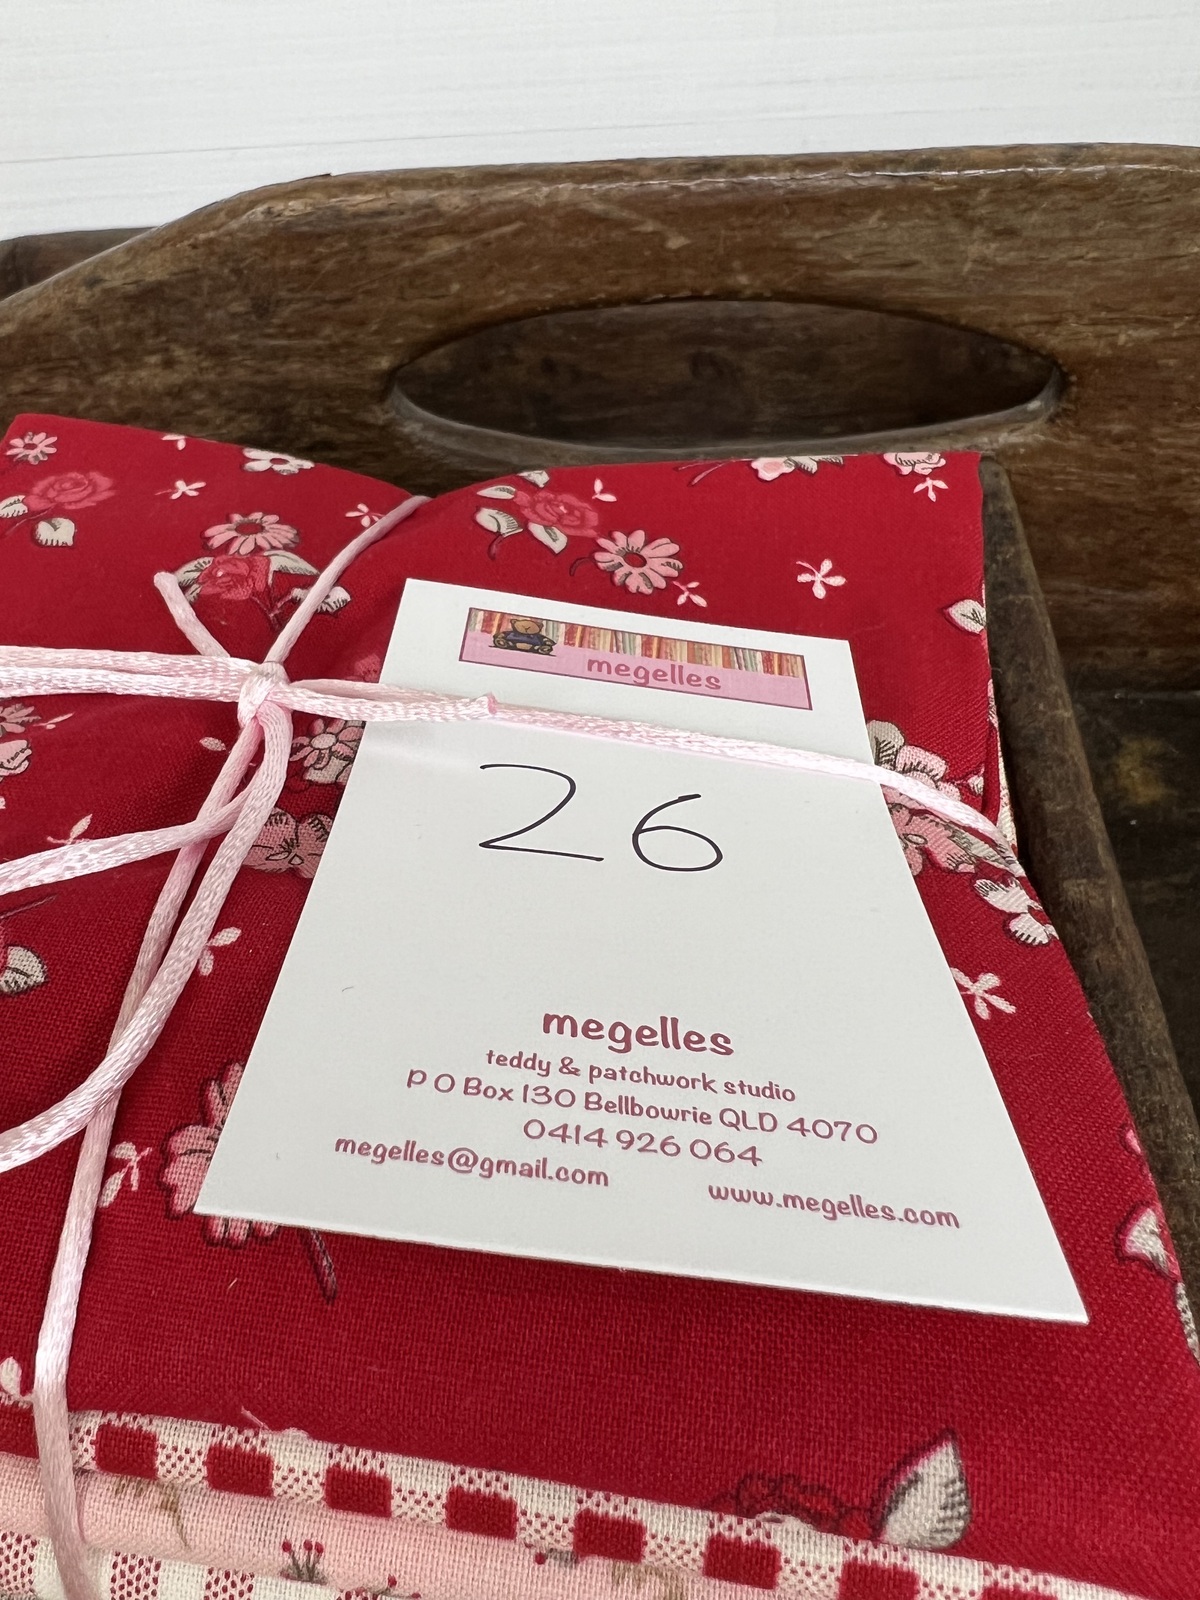 megelles
26
megelles
teddy & patchwork studio
P O Box 130 Bellbowrie QLD 4070
0414 926 064
megelles@gmail.com www.megelles.com